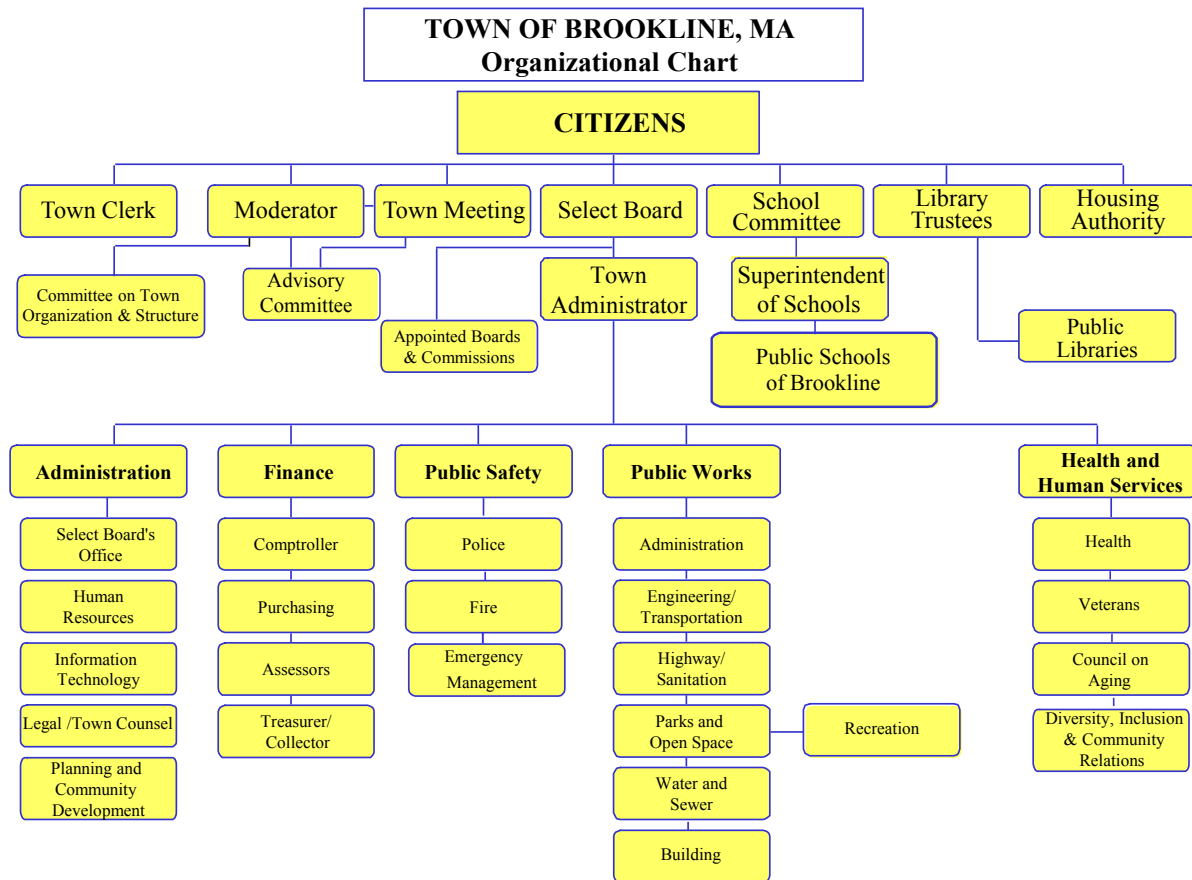 TOWN OF BROOKLINE, MA
Organizational Chart
CITIZENS
Town Clerk
Moderator
Town Meeting
Select Board
School
Committee
Library
Trustees
Housing
Authority
Committee on Town
Organization & Structure
Advisory
Committee
Appointed Boards
& Commissions
Town
Administrator
Superintendent
of Schools
Public Schools
of Brookline
Public
Libraries
Administration
Select Board's
Office
Human
Resources
Information
Technology
Legal /Town Counsel
Planning and
Community
Development
Finance
Comptroller
Purchasing
Assessors
Treasurer/
Collector
Public Safety
Police
Fire
Emergency
Management
Public Works
Administration
Engineering/
Transportation
Highway/
Sanitation
Parks and
Open Space
Recreation
Water and
Sewer
Building
Health and
Human Services
Health
Veterans
Council on
Aging
Diversity, Inclusion
& Community
Relations